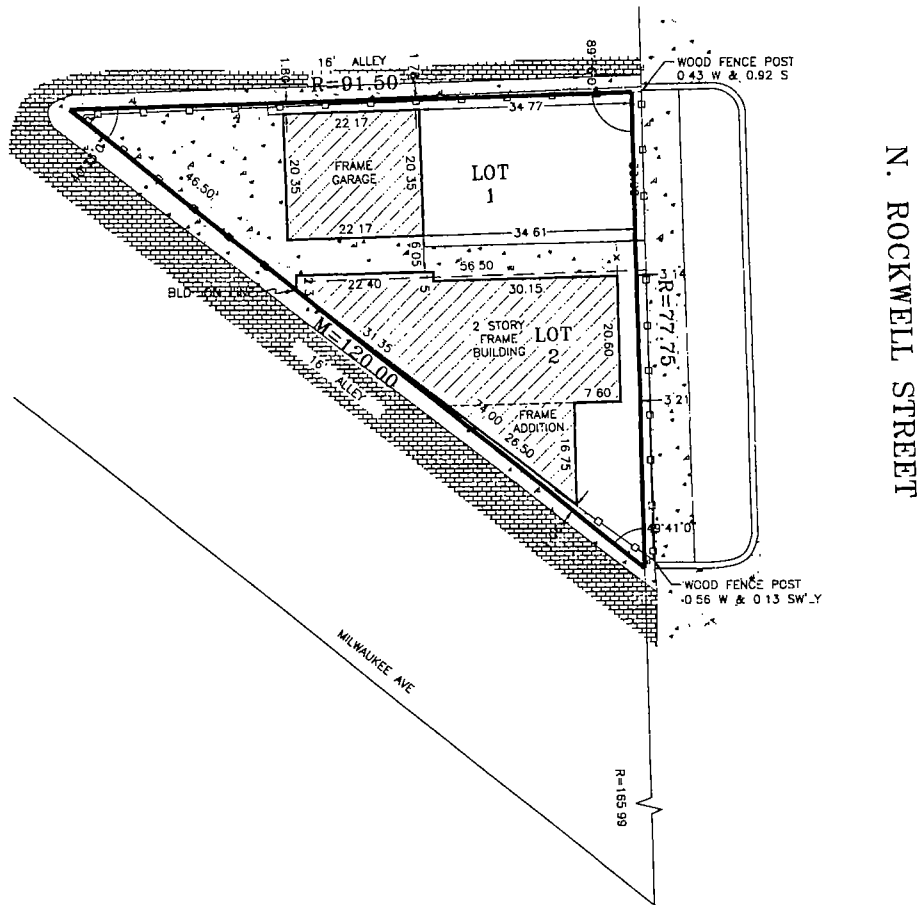 16' ALLEY
R=91.50
1.80
WOOD FENCE POST
0.43 W & 0.92 S
34.77
22.17
FRAME
GARAGE
20.35
20.35
LOT
1
46.50'
22.17
34.61
6.05
56.50
22.40
30.15
3.14
R=77.75
2 STORY
FRAME
BUILDING
LOT
2
20.60
31.35
M=120.00
16' ALLEY
7.60
3.21
FRAME
ADDITION
74.00
26.50
16.75
WOOD FENCE POST
0.56 W & 0.13 SW'LY
MILWAUKEE AVE
R=165.99
N. ROCKWELL STREET